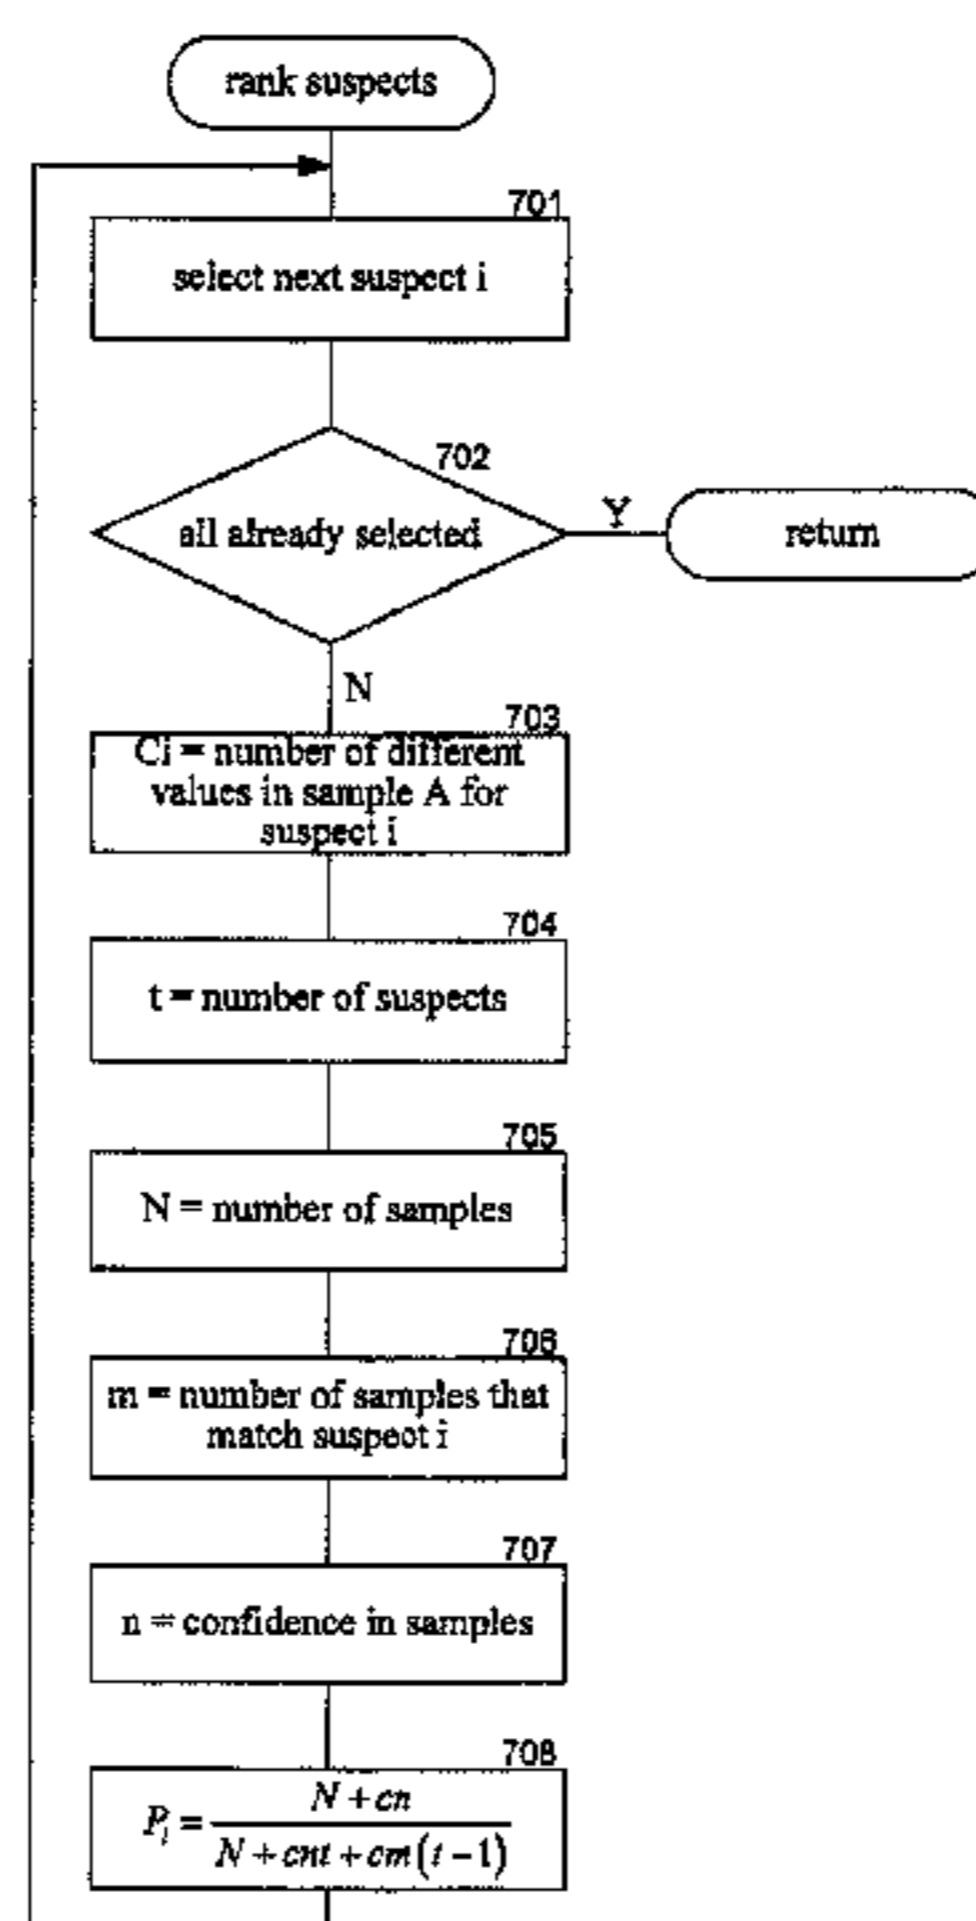 rank suspects
701
select next suspect i
702
all already selected
Y
return
N
703
Ci = number of different
values in sample A for
suspect i
704
t = number of suspects
705
N = number of samples
706
m = number of samples that
match suspect i
707
n = confidence in samples
708
P_i = \frac{N + cn}{N + cnt + cm(t - 1)}